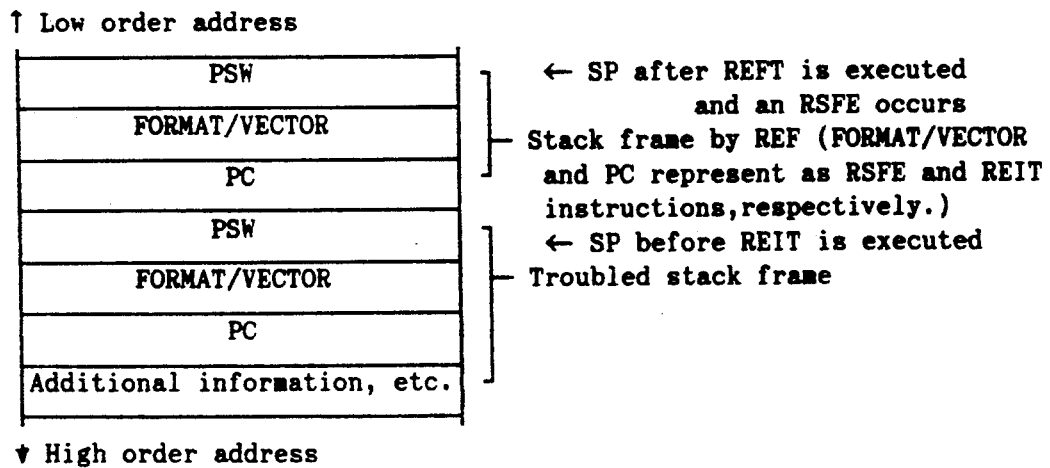 ↑ Low order address
PSW
← SP after REFT is executed
and an RSFE occurs
FORMAT/VECTOR
Stack frame by REF (FORMAT/VECTOR
PC
and PC represent as RSFE and REIT
instructions,respectively.)
PSW
← SP before REIT is executed
FORMAT/VECTOR
Troubled stack frame
PC
Additional information, etc.
↓ High order address